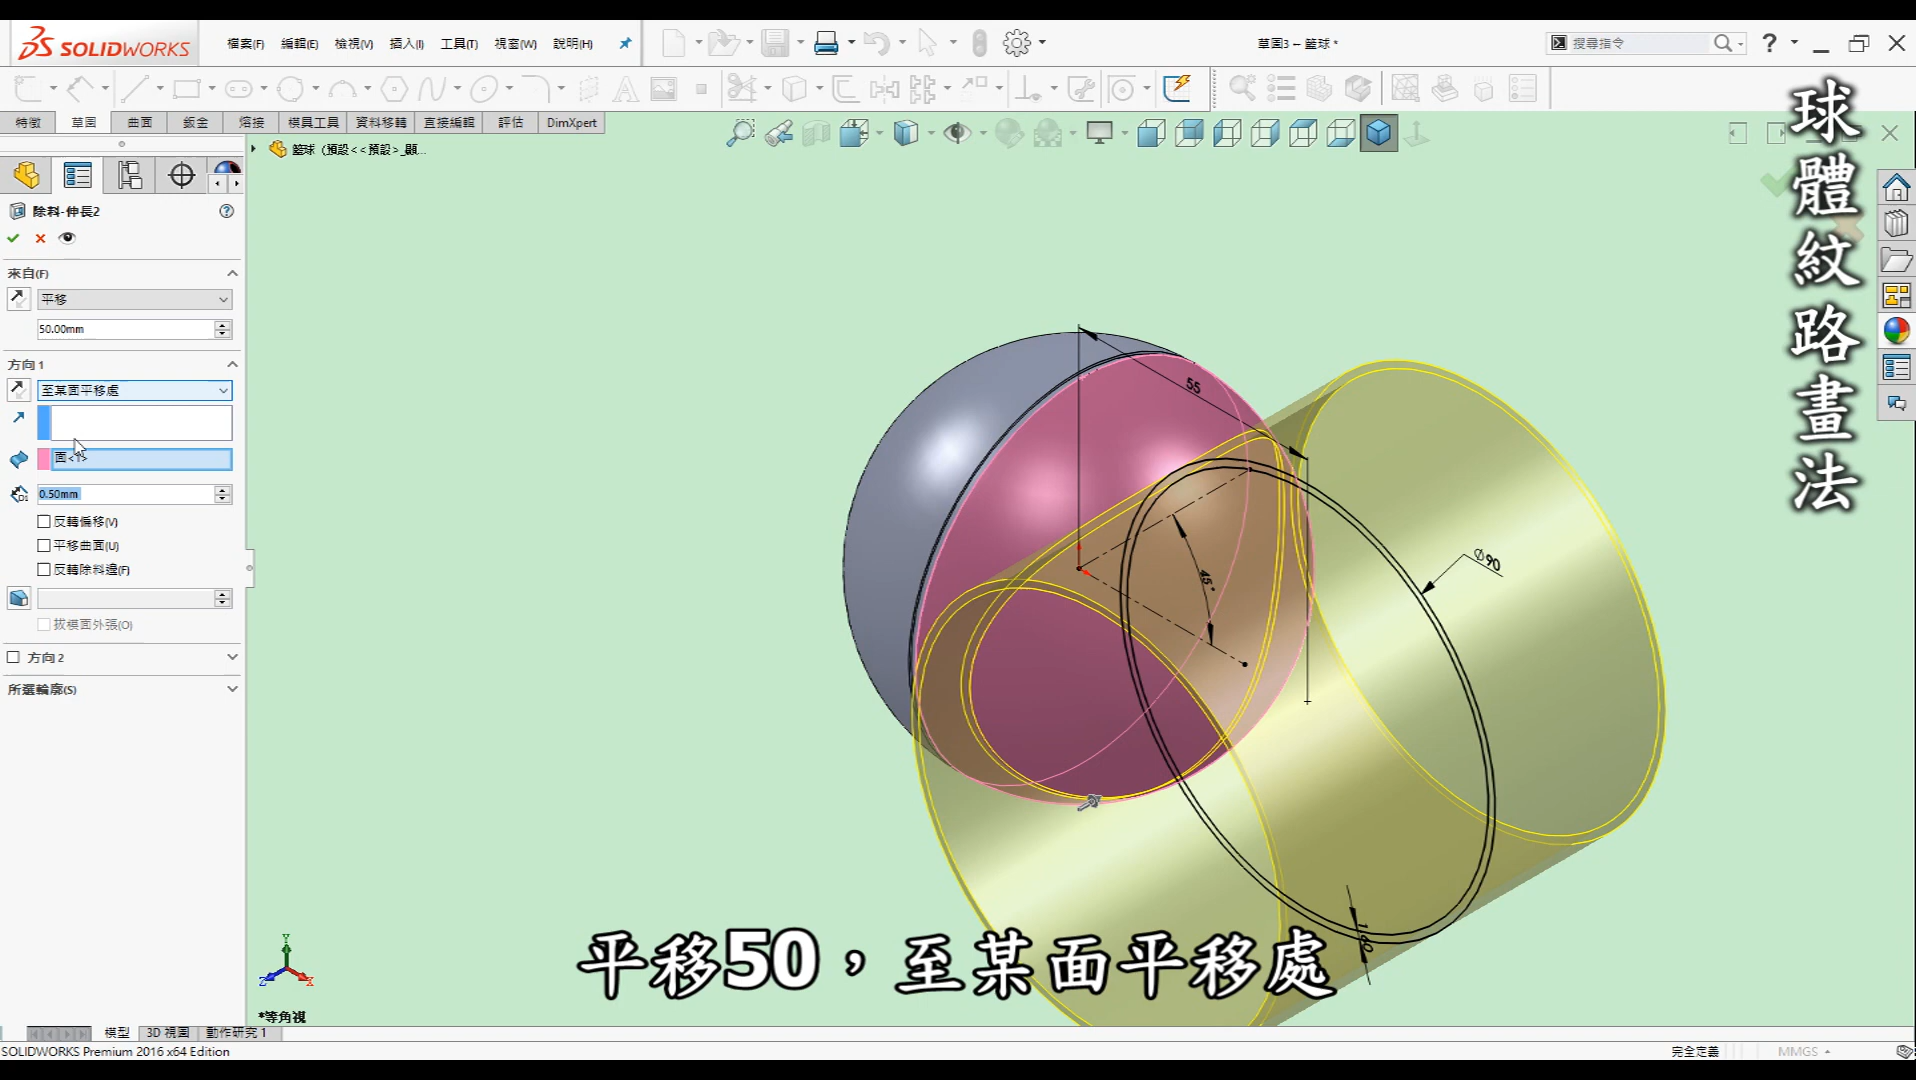 SOLIDWORKS
檔案(F)
編輯(E)
檢視(V)
插入(I)
工具(T)
視窗(W)
說明(H)
草圖3 – 籃球 *
搜尋指令
特徵
草圖
曲面
鈑金
熔接
模具工具
資料移轉
直接編輯
評估
DimXpert
籃球 (預設<<預設>_顯...
除料-伸長2
來自(F)
平移
50.00mm
方向1
至某面平移處
面<1>
0.50mm
反轉偏移(V)
平移曲面(U)
反轉除料邊(F)
拔模面外張(O)
方向2
所選輪廓(S)
55
45°
Ø90
球體紋路畫法
平移50，至某面平移處
Y
Z
X
*等角視
模型
3D 視圖
動作研究 1
SOLIDWORKS Premium 2016 x64 Edition
完全定義
MMGS